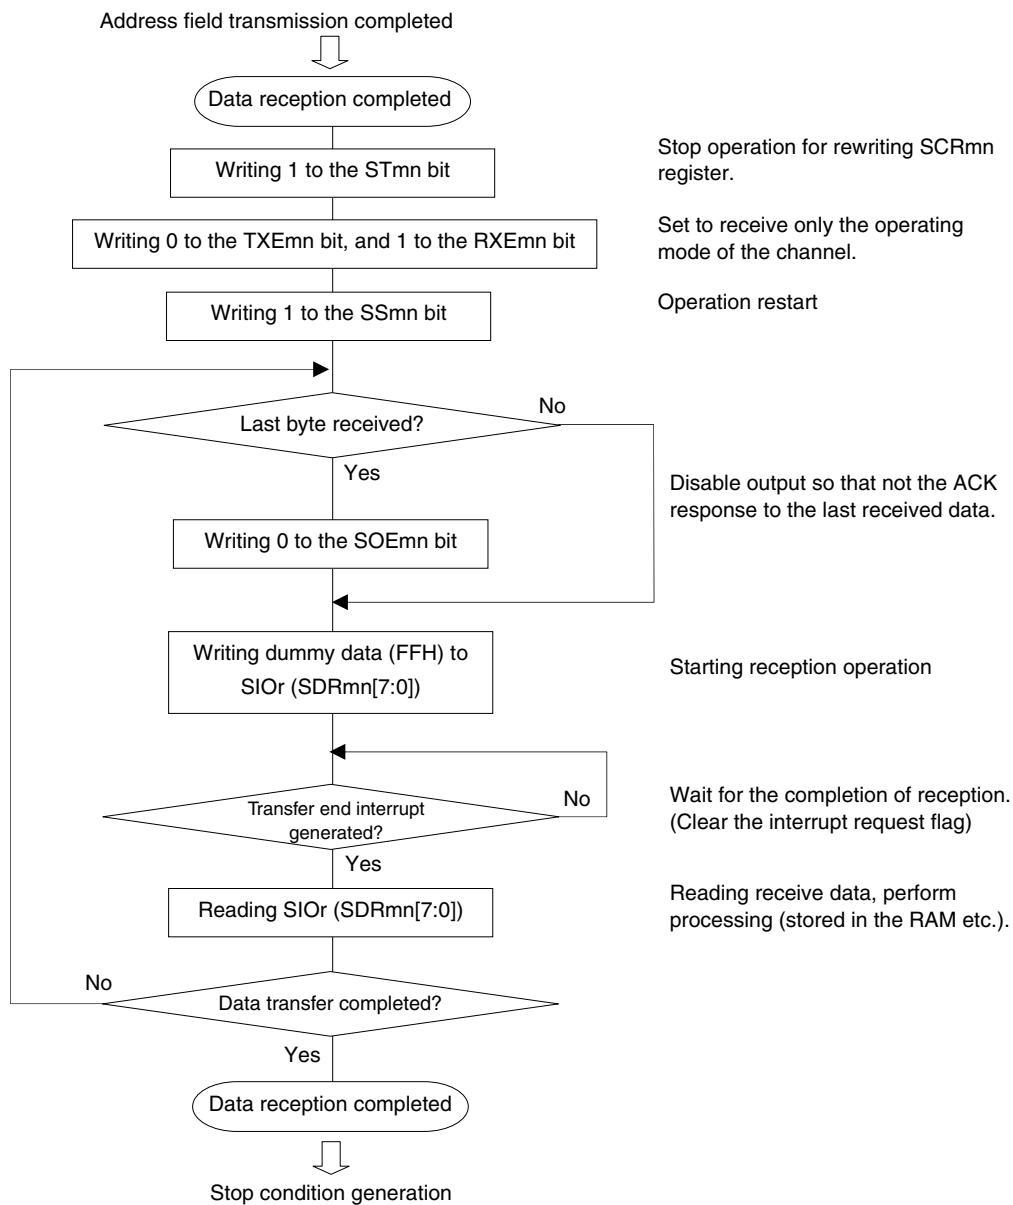 Address field transmission completed
Data reception completed
Writing 1 to the STmn bit
Stop operation for rewriting SCRmn
register.
Writing 0 to the TXEmn bit, and 1 to the RXEmn bit
Set to receive only the operating
mode of the channel.
Writing 1 to the SSmn bit
Operation restart
Last byte received?
No
Yes
Disable output so that not the ACK
response to the last received data.
Writing 0 to the SOEmn bit
Writing dummy data (FFH) to
SIOr (SDRmn[7:0])
Starting reception operation
Transfer end interrupt
generated?
No
Wait for the completion of reception.
(Clear the interrupt request flag)
Yes
Reading SIOr (SDRmn[7:0])
Reading receive data, perform
processing (stored in the RAM etc.).
No
Data transfer completed?
Yes
Data reception completed
Stop condition generation